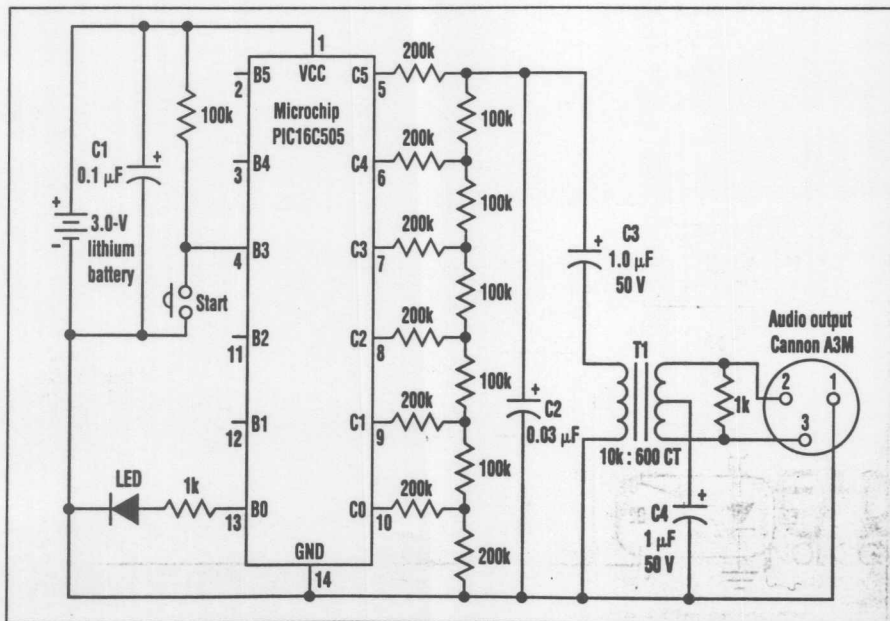 1
VCC
2
B5
C5
5
200k
100k
Microchip
PIC16C505
100k
C1
0.1 µF
+
3
B4
C4
6
200k
100k
+
3.0-V
lithium
battery
-
4
B3
C3
7
200k
C3
1.0 µF
50 V
+
Start
100k
11
B2
C2
8
200k
T1
Audio output
Cannon A3M
100k
2
1
3
1k
12
B1
C1
9
200k
+
C2
0.03 µF
10k : 600 CT
LED
1k
100k
13
B0
C0
10
200k
+
C4
1 µF
50 V
GND
14
200k